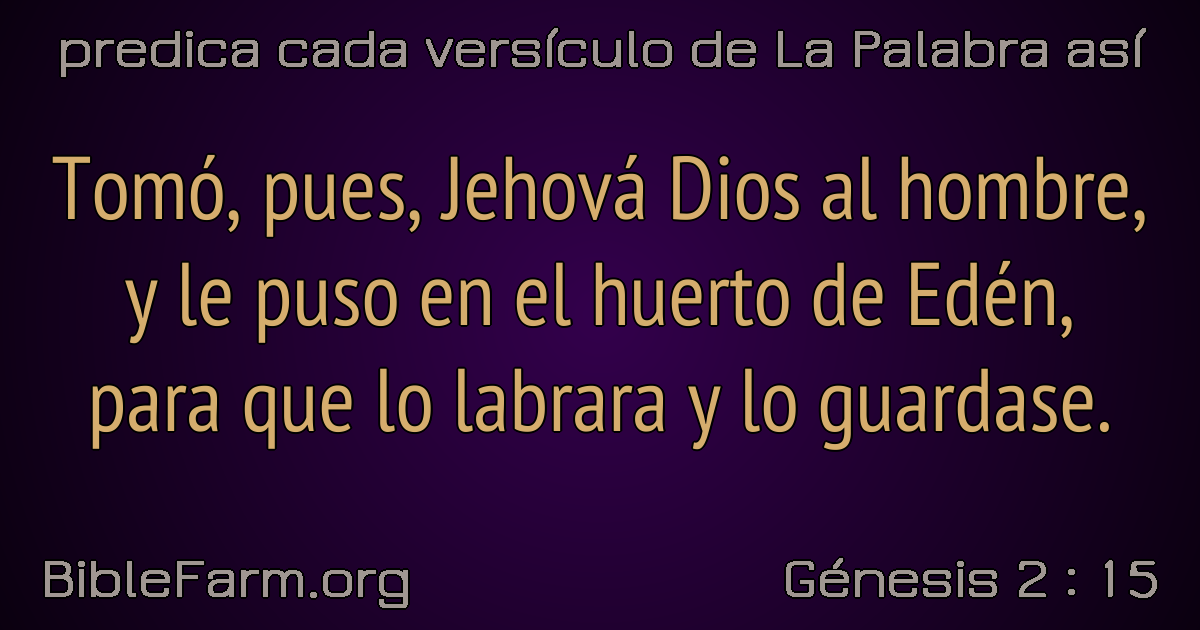 predica cada versículo de La Palabra así
Tomó, pues, Jehová Dios al hombre,
y le puso en el huerto de Edén,
para que lo labrara y lo guardase.
BibleFarm.org
Génesis 2 : 15